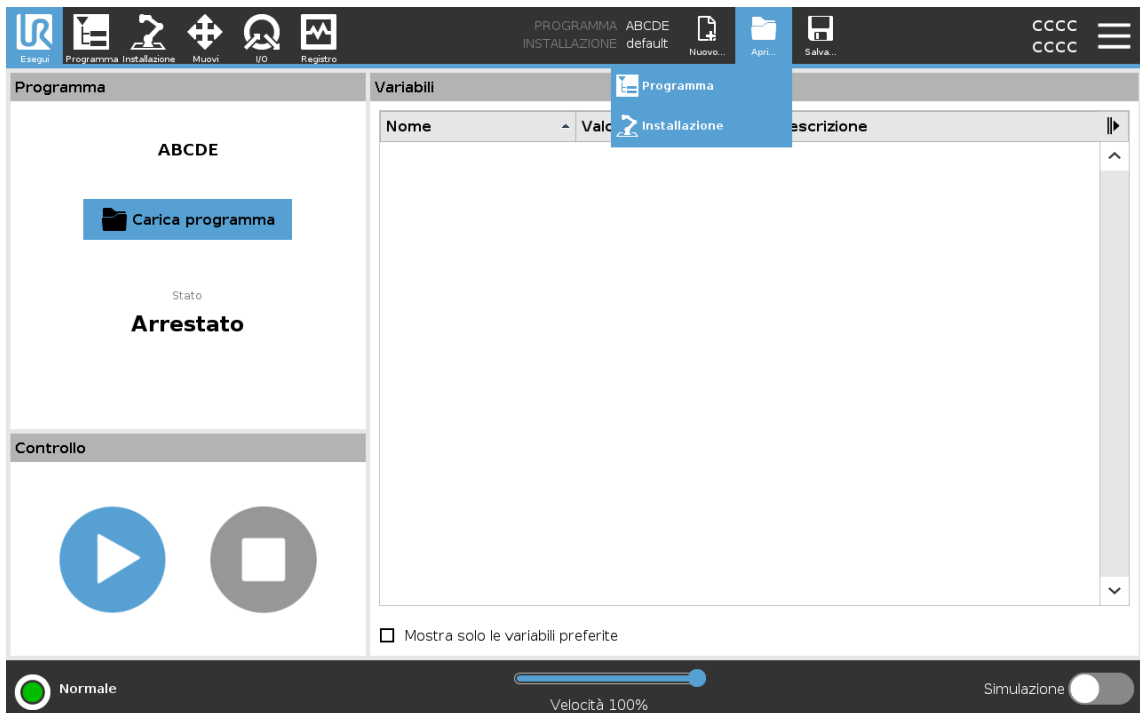 PROGRAMMA ABCDE
INSTALLAZIONE default
CCCC
CCCC
Esegui Programma Installazione Muovi I/O Registro
Nuovo... Apri... Salva...
Programma
Variabili
Programma
Installazione
Nome Valo escrizione
ABCDE
Carica programma
Stato
Arrestato
Controllo
Mostra solo le variabili preferite
Normale
Velocità 100%
Simulazione